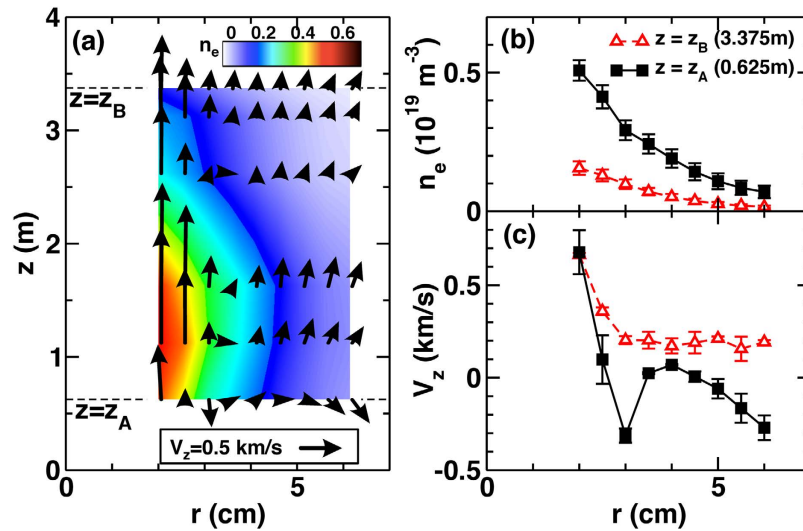 (a)
n_e
0 0.2 0.4 0.6
z=z_B
z=z_A
V_z=0.5 km/s
4
3
2
1
0
z (m)
0 5
r (cm)
(b)
z = z_B (3.375m)
z = z_A (0.625m)
0.5
0
n_e (10^19 m^-3)
(c)
0.5
0
-0.5
V_z (km/s)
0 5
r (cm)